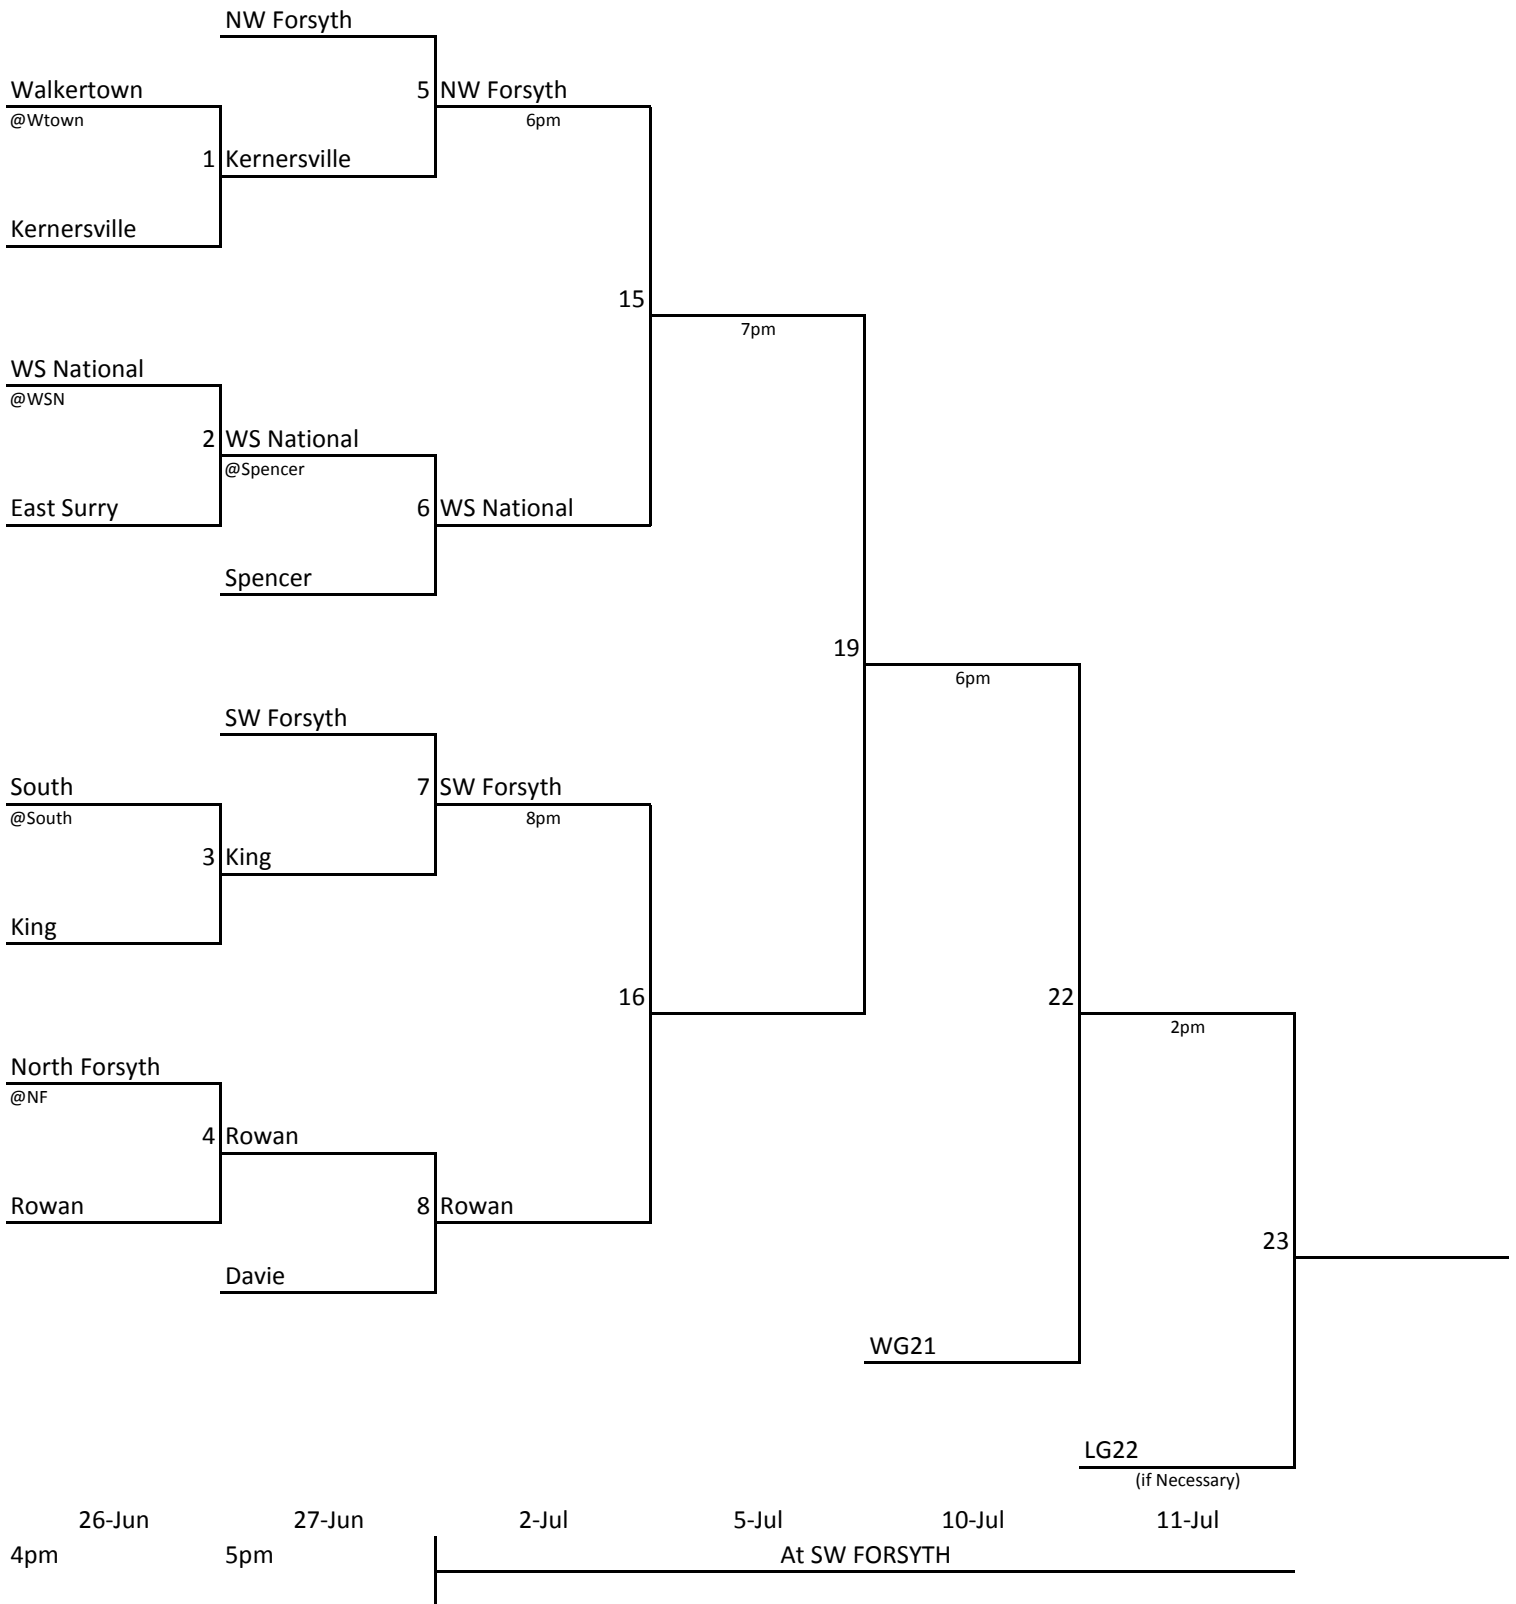 NW Forsyth
Walkertown
5 NW Forsyth
@Wtown
6pm
1 Kernersville
Kernersville
15
7pm
WS National
@WSN
2 WS National
@Spencer
East Surry
6 WS National
Spencer
19
6pm
SW Forsyth
South
7 SW Forsyth
@South
8pm
3 King
King
16
22
2pm
North Forsyth
@NF
4 Rowan
Rowan
8 Rowan
23
Davie
WG21
LG22
(if Necessary)
26-Jun 27-Jun 2-Jul 5-Jul 10-Jul 11-Jul
4pm 5pm At SW FORSYTH